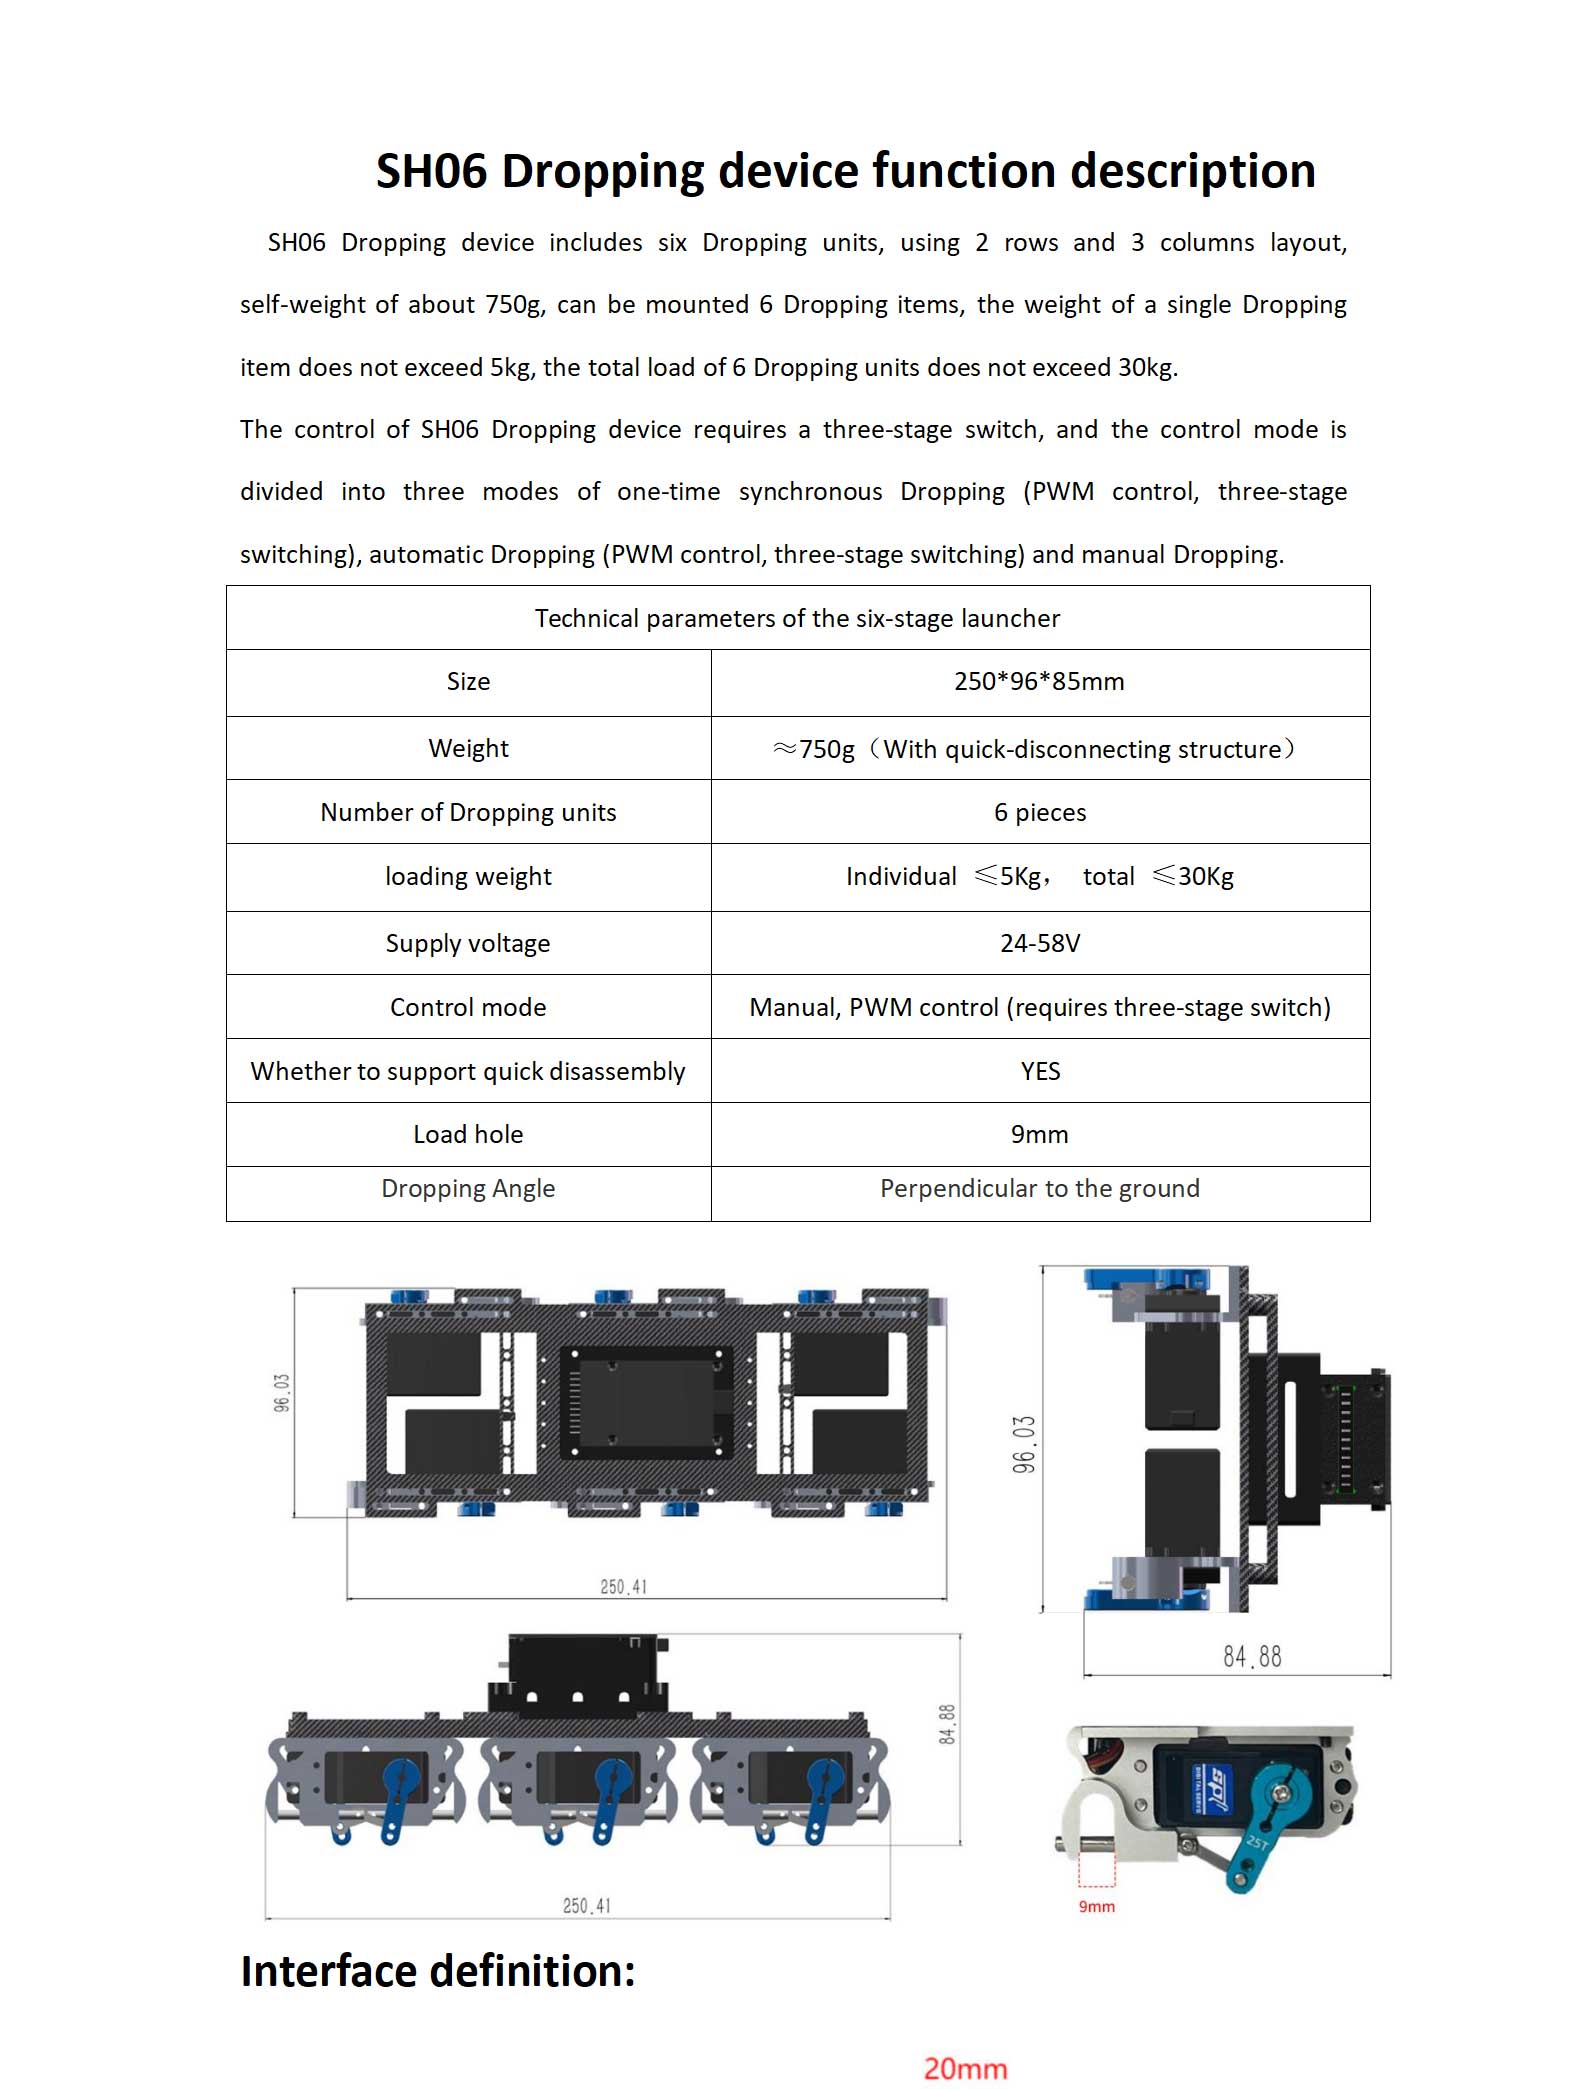 SH06 Dropping device function description
SH06 Dropping device includes six Dropping units, using 2 rows and 3 columns layout,
self-weight of about 750g, can be mounted 6 Dropping items, the weight of a single Dropping
item does not exceed 5kg, the total load of 6 Dropping units does not exceed 30kg.
The control of SH06 Dropping device requires a three-stage switch, and the control mode is
divided into three modes of one-time synchronous Dropping (PWM control, three-stage
switching), automatic Dropping (PWM control, three-stage switching) and manual Dropping.
Technical parameters of the six-stage launcher
Size 250*96*85mm
Weight ≈750g（With quick-disconnecting structure）
Number of Dropping units 6 pieces
loading weight Individual ≤5Kg， total ≤30Kg
Supply voltage 24-58V
Control mode Manual, PWM control (requires three-stage switch)
Whether to support quick disassembly YES
Load hole 9mm
Dropping Angle Perpendicular to the ground
96.03
250.41
96.03
84.88
84.88
250.41
DIGITAL SERVO
25T
9mm
Interface definition:
20mm